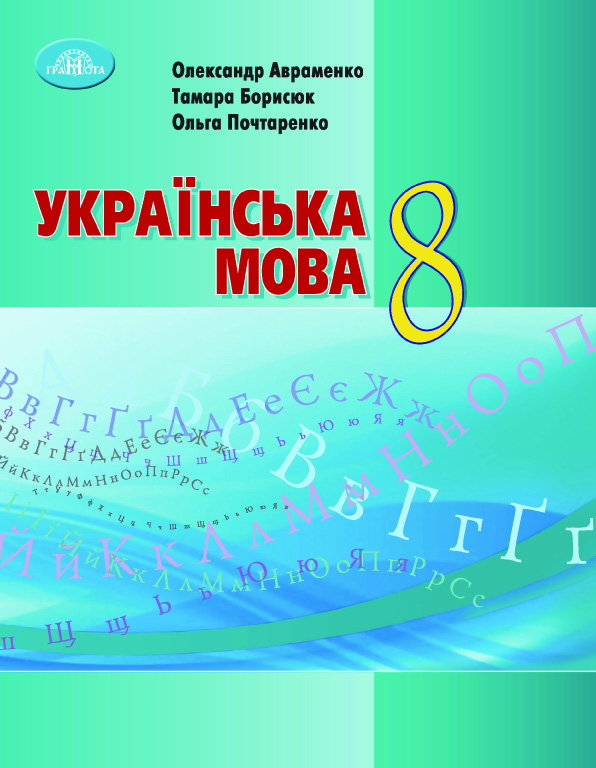 ГРАМОТА
Олександр Авраменко
Тамара Борисюк
Ольга Почтаренко
УКРАЇНСЬКА
МОВА
8
А Б В в Г г Ґ ґ
В в Г г Ґ ґ Д д Е е Є є Ж ж
Ф Х х Ц ц Ч ч Ш ш Щ щ ь ь Ю ю Я я
В в Г г Ґ ґ Д д Е е Є є Ж ж
Й й К к Л л М м Н н О о П п Р р С с
Й й К к Л л М м Н н О о П
І і Ї ї Й й К к Л л М м Н н О о П п Р р С с
Щ щ Ь ь Ю ю Я я